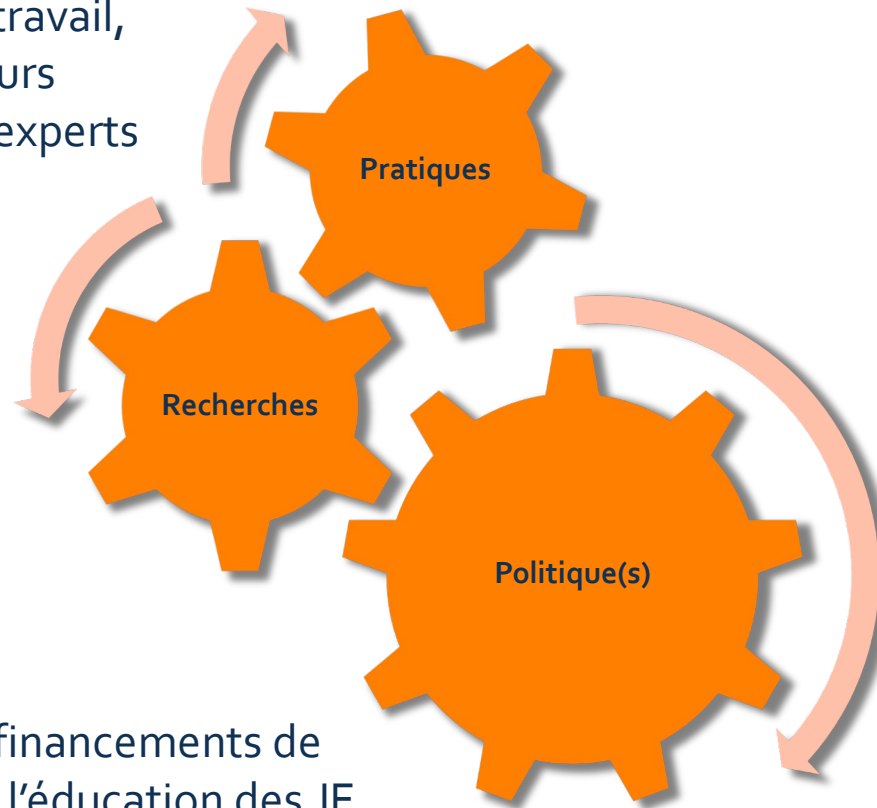 travail,
urs
experts
Pratiques
Recherches
Politique(s)
financements de
l'éducation des JE